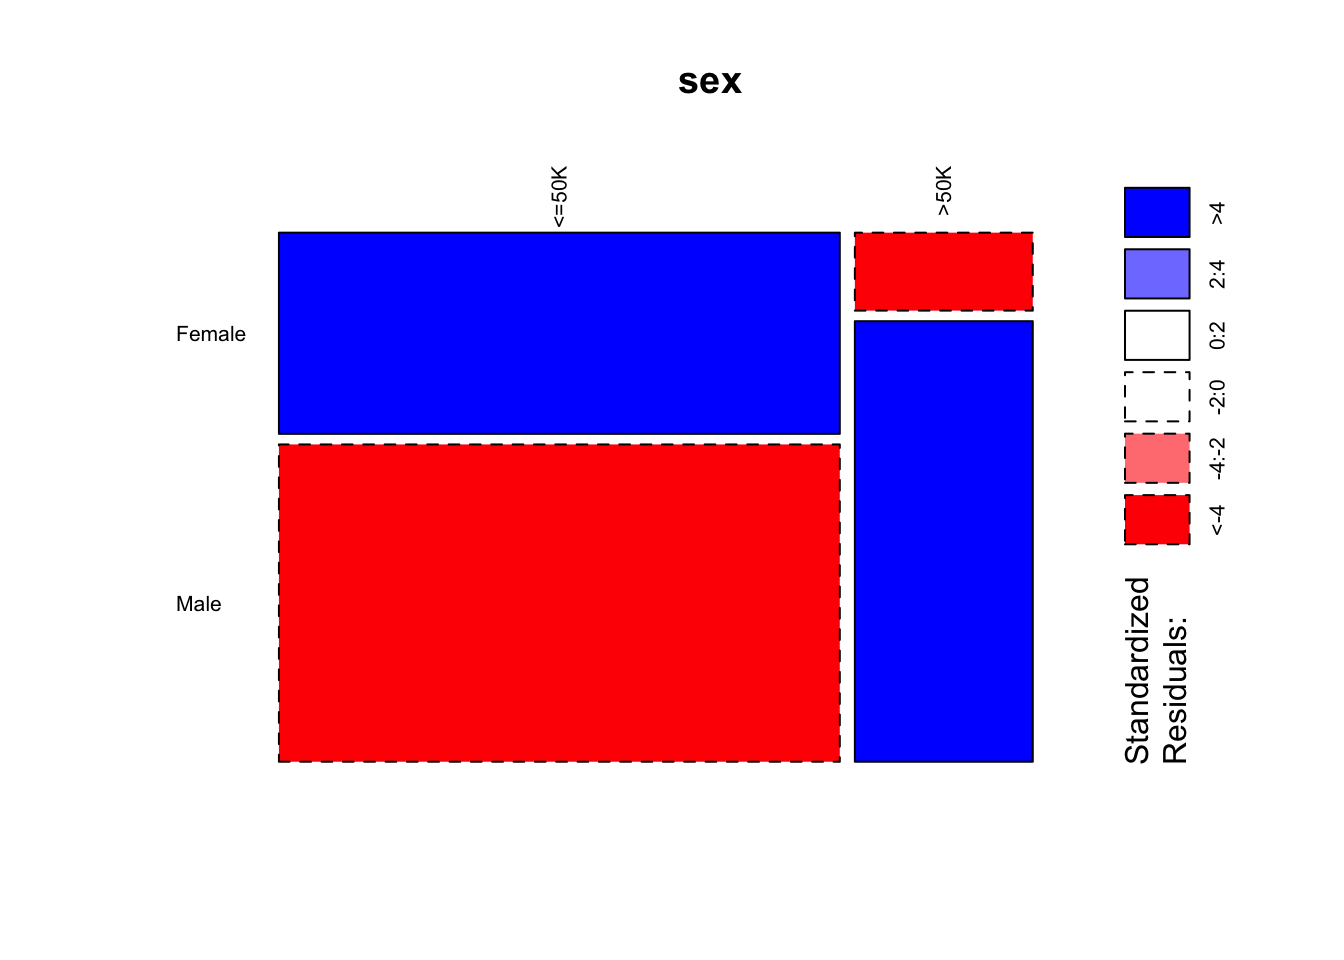 sex
<=50K
>50K
Female
Male
>4
2:4
0:2
-2:0
-4:-2
<-4
Standardized
Residuals: